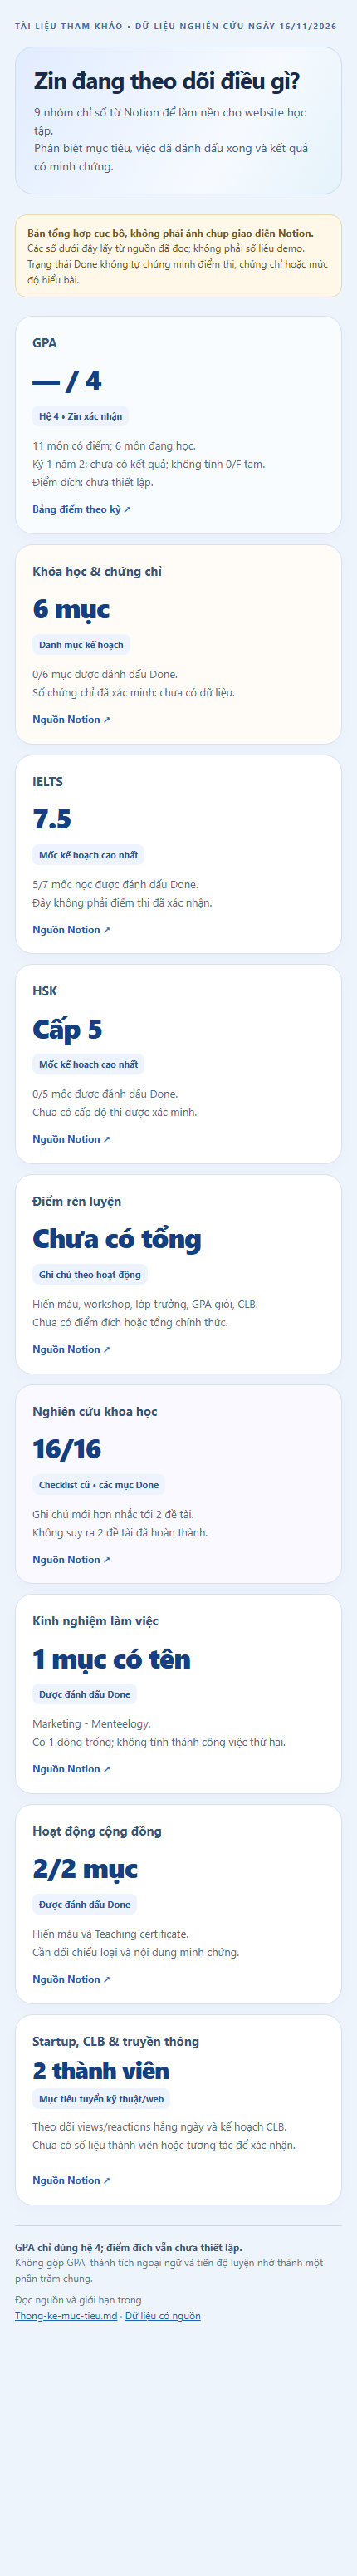 TÀI LIỆU THAM KHẢO • DỮ LIỆU NGHIÊN CỨU NGÀY 16/11/2026
Zin đang theo dõi điều gì?
9 nhóm chỉ số từ Notion để làm nền cho website học
tập.
Phân biệt mục tiêu, việc đã đánh dấu xong và kết quả
có minh chứng.
Bản tổng hợp cục bộ, không phải ảnh chụp giao diện Notion.
Các số dưới đây lấy từ nguồn đã đọc; không phải số liệu demo.
Trạng thái Done không tự chứng minh điểm thi, chứng chỉ hoặc mức
độ hiểu bài.
GPA
— / 4
Hệ 4 • Zin xác nhận
11 môn có điểm; 6 môn đang học.
Kỳ 1 năm 2: chưa có kết quả; không tính 0/F tạm.
Điểm đích: chưa thiết lập.
Bảng điểm theo kỳ ↗
Khóa học & chứng chỉ
6 mục
Danh mục kế hoạch
0/6 mục được đánh dấu Done.
Số chứng chỉ đã xác minh: chưa có dữ liệu.
Nguồn Notion ↗
IELTS
7.5
Mốc kế hoạch cao nhất
5/7 mốc học được đánh dấu Done.
Đây không phải điểm thi đã xác nhận.
Nguồn Notion ↗
HSK
Cấp 5
Mốc kế hoạch cao nhất
0/5 mốc được đánh dấu Done.
Chưa có cấp độ thi được xác minh.
Nguồn Notion ↗
Điểm rèn luyện
Chưa có tổng
Ghi chú theo hoạt động
Hiến máu, workshop, lớp trưởng, GPA giỏi, CLB.
Chưa có điểm đích hoặc tổng chính thức.
Nguồn Notion ↗
Nghiên cứu khoa học
16/16
Checklist cũ • các mục Done
Ghi chú mới hơn nhắc tới 2 đề tài.
Không suy ra 2 đề tài đã hoàn thành.
Nguồn Notion ↗
Kinh nghiệm làm việc
1 mục có tên
Được đánh dấu Done
Marketing - Menteelogy.
Có 1 dòng trống; không tính thành công việc thứ hai.
Nguồn Notion ↗
Hoạt động cộng đồng
2/2 mục
Được đánh dấu Done
Hiến máu và Teaching certificate.
Cần đối chiếu loại và nội dung minh chứng.
Nguồn Notion ↗
Startup, CLB & truyền thông
2 thành viên
Mục tiêu tuyển kỹ thuật/web
Theo dõi views/reactions hằng ngày và kế hoạch CLB.
Chưa có số liệu thành viên hoặc tương tác để xác nhận.
Nguồn Notion ↗
GPA chỉ dùng hệ 4; điểm đích vẫn chưa thiết lập.
Không gộp GPA, thành tích ngoại ngữ và tiến độ luyện nhớ thành một
phần trăm chung.
Đọc nguồn và giới hạn trong
Thong-ke-muc-tieu.md · Dữ liệu có nguồn